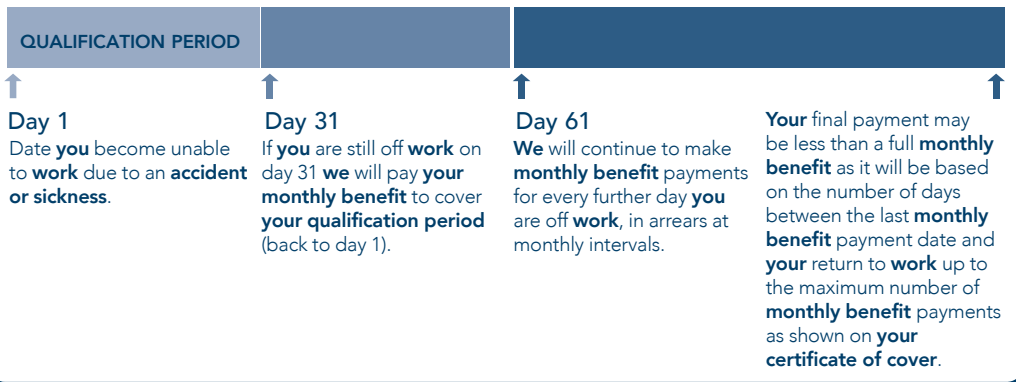 QUALIFICATION PERIOD
Day 1
Date you become unable
to work due to an accident
or sickness.
Day 31
If you are still off work on
day 31 we will pay your
monthly benefit to cover
your qualification period
(back to day 1).
Day 61
We will continue to make
monthly benefit payments
for every further day you
are off work, in arrears at
monthly intervals.
Your final payment may
be less than a full monthly
benefit as it will be based
on the number of days
between the last monthly
benefit payment date and
your return to work up to
the maximum number of
monthly benefit payments
as shown on your
certificate of cover.